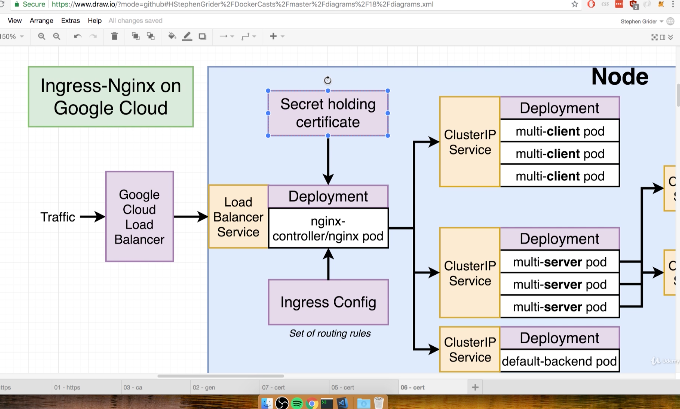 Secure
https://www.draw.io/?mode=github#HStephenGrider%2FDockerCasts%2Fmaster%2Fdiagrams%2F18%2Fdiagrams.xml
View Arrange Extras Help All changes saved
Stephen Grider
Node
Ingress-Nginx on
Google Cloud
Secret holding
certificate
Deployment
ClusterIP
Service
multi-client pod
multi-client pod
multi-client pod
Traffic
Google
Cloud
Load
Balancer
Load
Balancer
Service
Deployment
nginx-
controller/nginx pod
Deployment
ClusterIP
Service
multi-server pod
multi-server pod
multi-server pod
Ingress Config
Set of routing rules
Deployment
ClusterIP
Service
default-backend pod
01 - https
03 - ca
02 - gen
07 - cert
05 - cert
06 - cert